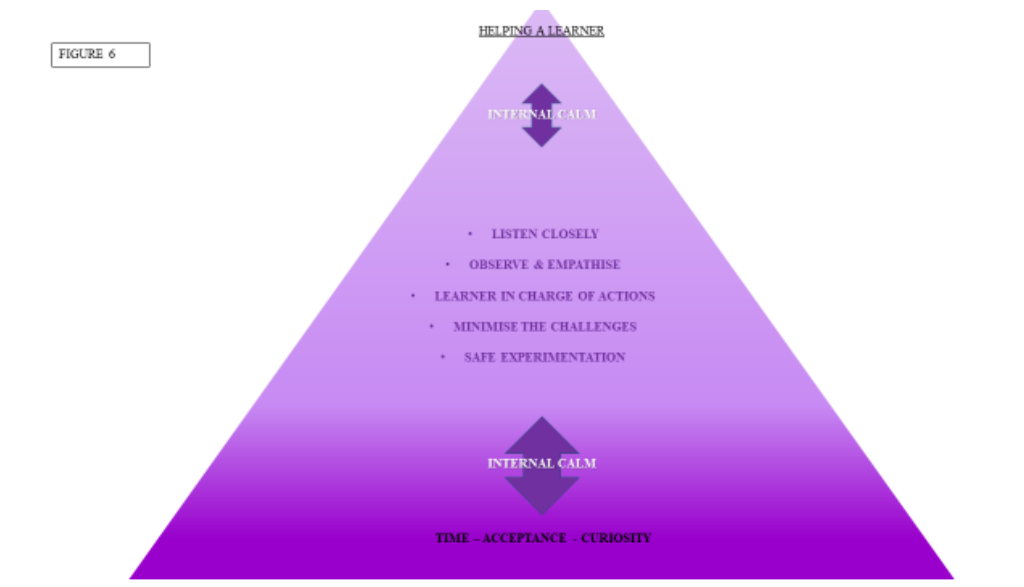 HELPING A LEARNER
FIGURE 6
INTERNAL CALM
• LISTEN CLOSELY
• OBSERVE & EMPATHISE
• LEARNER IN CHARGE OF ACTIONS
• MINIMISE THE CHALLENGES
• SAFE EXPERIMENTATION
INTERNAL CALM
TIME – ACCEPTANCE - CURIOSITY